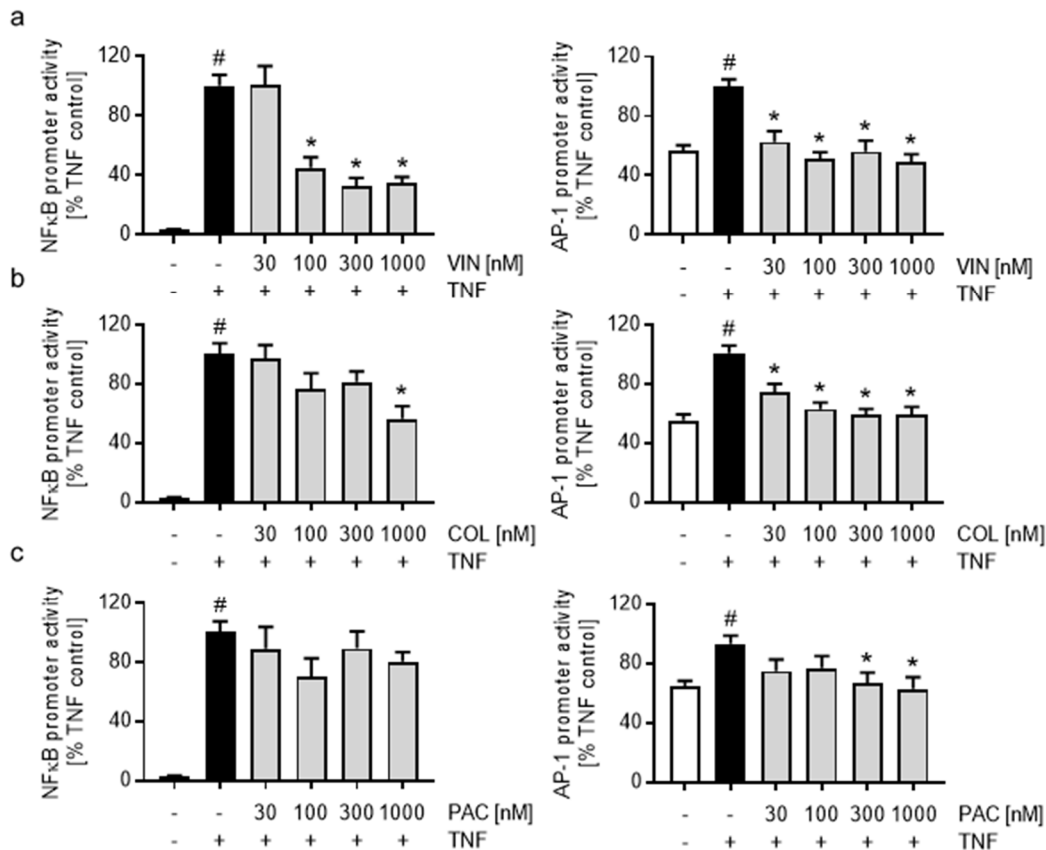 a
NFκB promoter activity
[% TNF control]
120
80
40
0
#
*
*
*
- - 30 100 300 1000 VIN [nM]
- + + + + + TNF
AP-1 promoter activity
[% TNF control]
120
80
40
0
#
*
*
*
*
- - 30 100 300 1000 VIN [nM]
- + + + + + TNF
b
NFκB promoter activity
[% TNF control]
120
80
40
0
#
*
- - 30 100 300 1000 COL [nM]
- + + + + + TNF
AP-1 promoter activity
[% TNF control]
120
80
40
0
#
*
*
*
*
- - 30 100 300 1000 COL [nM]
- + + + + + TNF
c
NFκB promoter activity
[% TNF control]
120
80
40
0
#
- - 30 100 300 1000 PAC [nM]
- + + + + + TNF
AP-1 promoter activity
[% TNF control]
120
80
40
0
#
*
*
- - 30 100 300 1000 PAC [nM]
- + + + + + TNF